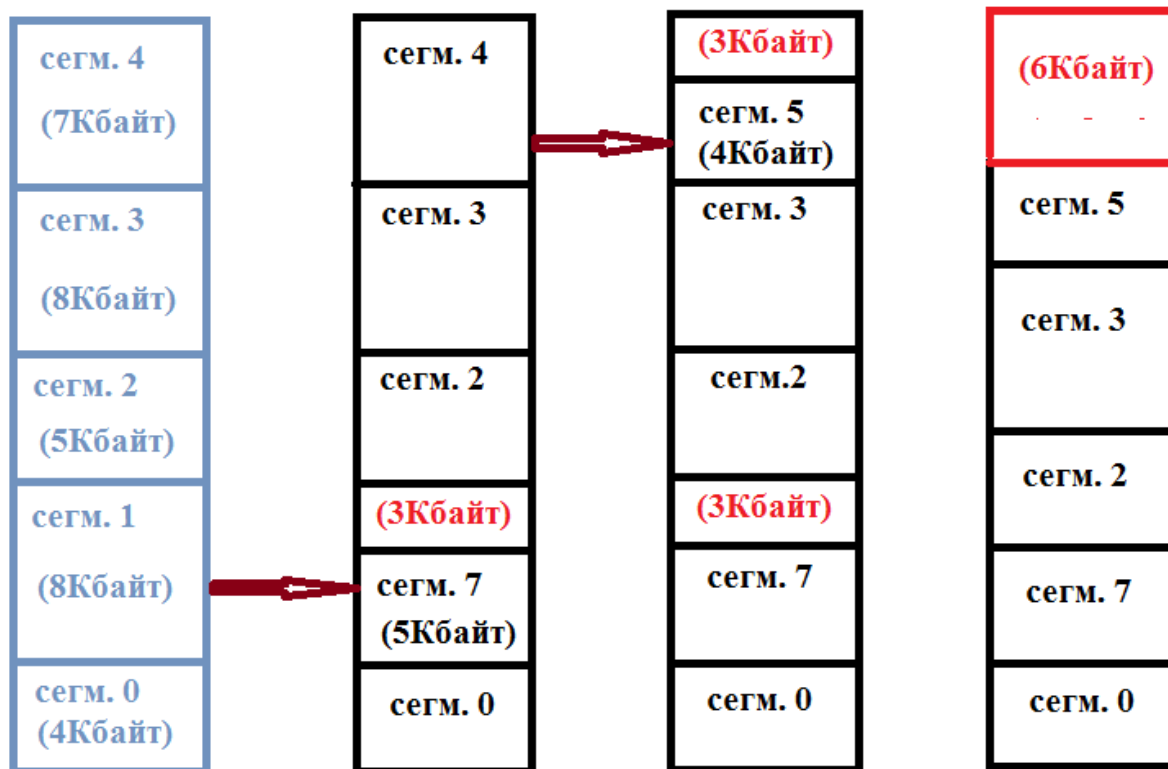 сегм. 4
(7Кбайт)
сегм. 3
(8Кбайт)
сегм. 2
(5Кбайт)
сегм. 1
(8Кбайт)
сегм. 0
(4Кбайт)
сегм. 4
сегм. 3
сегм. 2
(3Кбайт)
сегм. 7
(5Кбайт)
сегм. 0
(3Кбайт)
сегм. 5
(4Кбайт)
сегм. 3
сегм.2
(3Кбайт)
сегм. 7
сегм. 0
(6Кбайт)
сегм. 5
сегм. 3
сегм. 2
сегм. 7
сегм. 0